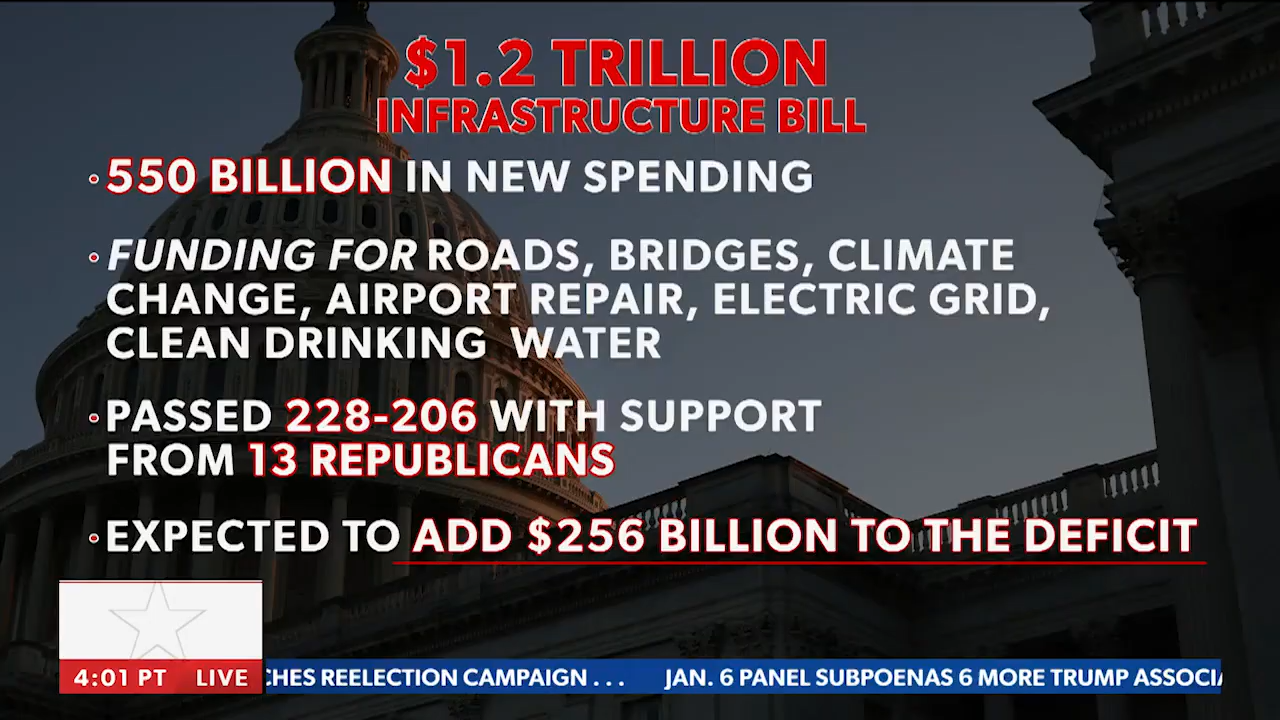 $1.2 TRILLION
INFRASTRUCTURE BILL
• 550 BILLION IN NEW SPENDING
• FUNDING FOR ROADS, BRIDGES, CLIMATE
CHANGE, AIRPORT REPAIR, ELECTRIC GRID,
CLEAN DRINKING WATER
• PASSED 228-206 WITH SUPPORT
FROM 13 REPUBLICANS
• EXPECTED TO ADD $256 BILLION TO THE DEFICIT
4:01 PT LIVE
CHES REELECTION CAMPAIGN . . . JAN. 6 PANEL SUBPOENAS 6 MORE TRUMP ASSOCI